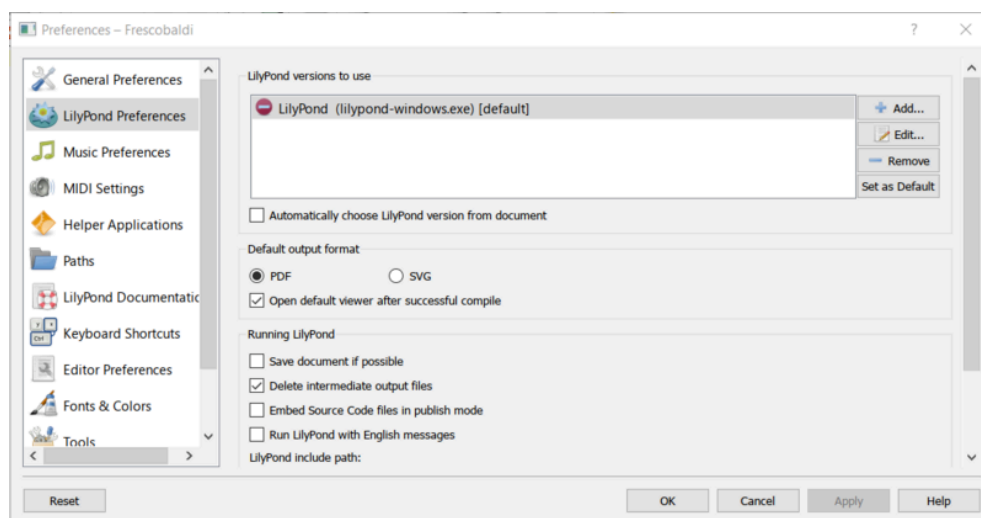 Preferences – Frescobaldi
?
General Preferences
LilyPond Preferences
Music Preferences
MIDI Settings
Helper Applications
Paths
LilyPond Documentatic
Keyboard Shortcuts
Ctrl
Editor Preferences
Fonts & Colors
Tools
LilyPond versions to use
LilyPond (lilypond-windows.exe) [default]
Add...
Edit...
Remove
Set as Default
Automatically choose LilyPond version from document
Default output format
PDF
SVG
Open default viewer after successful compile
Running LilyPond
Save document if possible
Delete intermediate output files
Embed Source Code files in publish mode
Run LilyPond with English messages
LilyPond include path:
Reset
OK
Cancel
Apply
Help